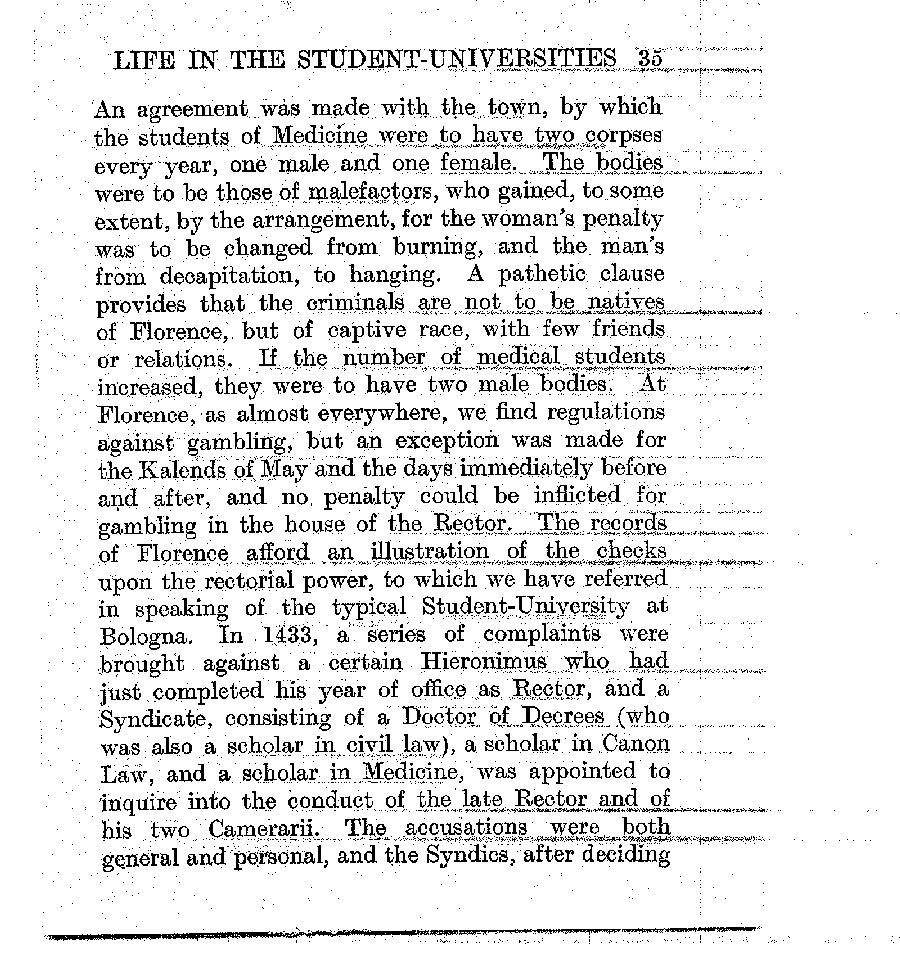 LIFE IN THE STUDENT-UNIVERSITIES 35
An agreement was made with the town, by which
the students of Medicine were to have two corpses
every year, one male and one female. The bodies
were to be those of malefactors, who gained, to some
extent, by the arrangement, for the woman's penalty
was to be changed from burning, and the man's
from decapitation, to hanging. A pathetic clause
provides that the criminals are not to be natives
of Florence, but of captive race, with few friends
or relations. If the number of medical students
increased, they were to have two male bodies. At
Florence, as almost everywhere, we find regulations
against gambling, but an exception was made for
the Kalends of May and the days immediately before
and after, and no penalty could be inflicted for
gambling in the house of the Rector. The records
of Florence afford an illustration of the checks
upon the rectorial power, to which we have referred
in speaking of the typical Student-University at
Bologna. In 1433, a series of complaints were
brought against a certain Hieronimus who had
just completed his year of office as Rector, and a
Syndicate, consisting of a Doctor of Decrees (who
was also a scholar in civil law), a scholar in Canon
Law, and a scholar in Medicine, was appointed to
inquire into the conduct of the late Rector and of
his two Camerarii. The accusations were both
general and personal, and the Syndics, after deciding